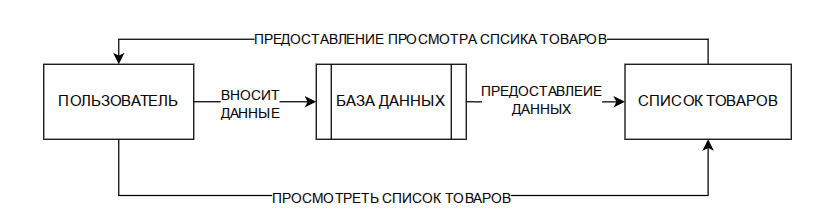 ПРЕДОСТАВЛЕНИЕ ПРОСМОТРА СПСИКА ТОВАРОВ
ПОЛЬЗОВАТЕЛЬ
ВНОСИТ
ДАННЫЕ
БАЗА ДАННЫХ
ПРЕДОСТАВЛЕИЕ
ДАННЫХ
СПИСОК ТОВАРОВ
ПРОСМОТРЕТЬ СПИСОК ТОВАРОВ